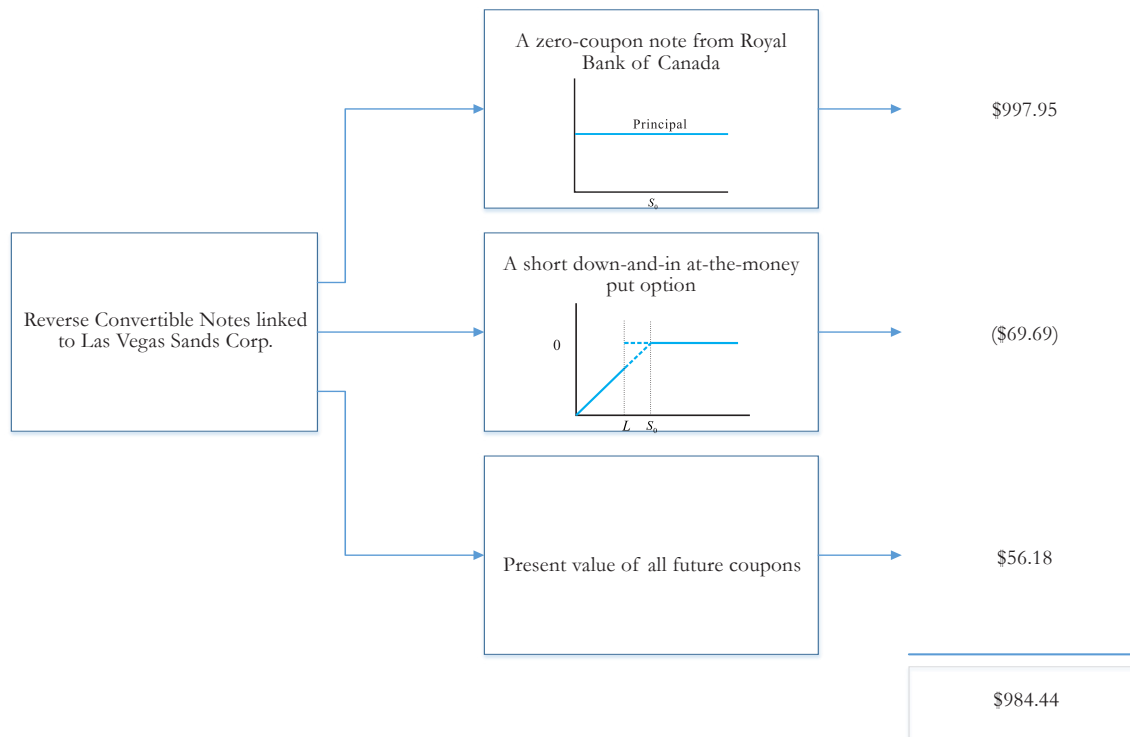 A zero-coupon note from Royal
Bank of Canada
Principal
S₀
$997.95
Reverse Convertible Notes linked
to Las Vegas Sands Corp.
A short down-and-in at-the-money
put option
0
L S₀
($69.69)
Present value of all future coupons
$56.18
$984.44